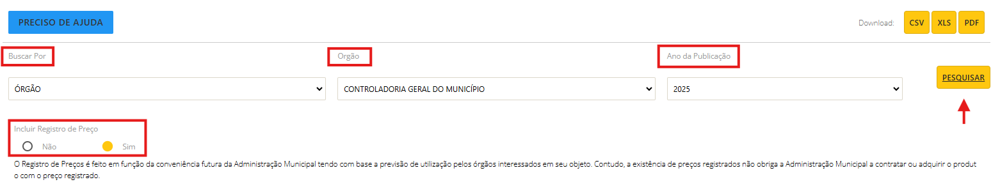 PRECISO DE AJUDA
Download: CSV XLS PDF
Buscar Por Orgão Ano da Publicação
ÓRGÃO CONTROLADORIA GERAL DO MUNICÍPIO 2025 PESQUISAR
Incluir Registro de Preço
Não Sim
O Registro de Preços é feito em função da conveniência futura da Administração Municipal tendo com base a previsão de utilização pelos órgãos interessados em seu objeto. Contudo, a existência de preços registrados não obriga a Administração Municipal a contratar ou adquirir o produt
o com o preço registrado.